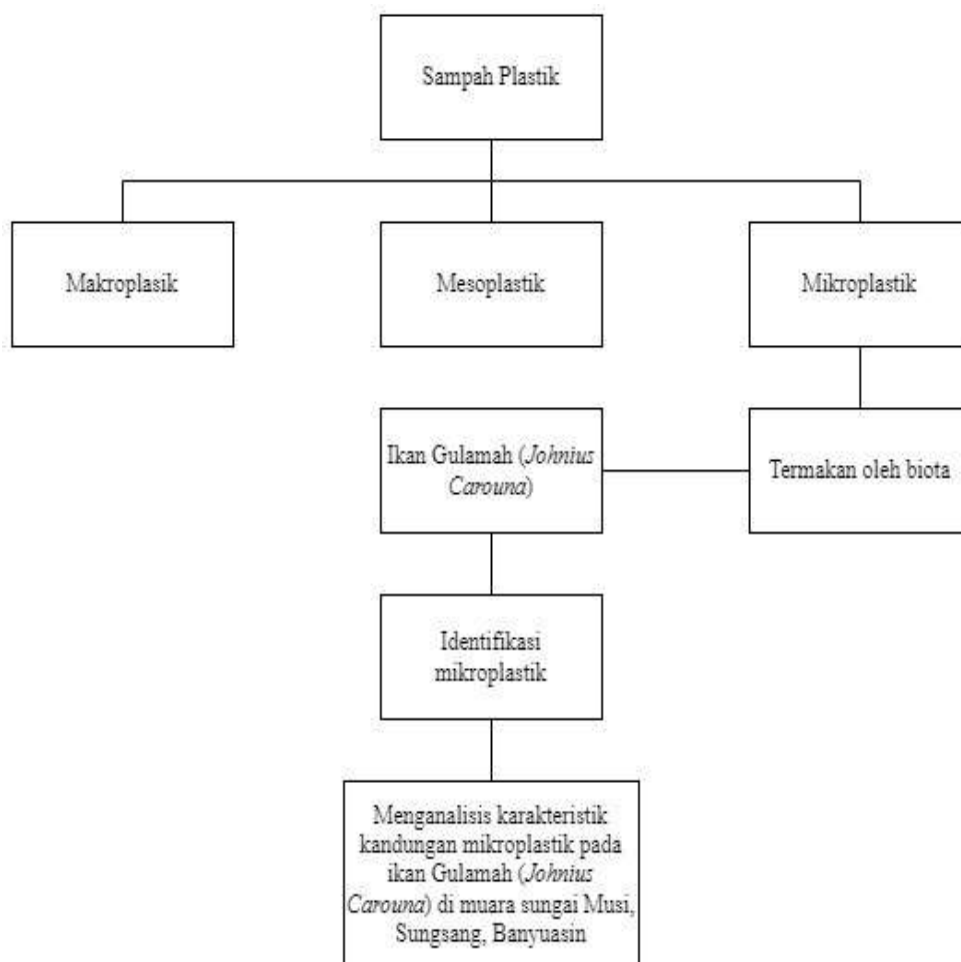 Sampah Plastik
Makroplasik
Mesoplastik
Mikroplastik
Ikan Gulamah (Johnius
Carouna)
Termakan oleh biota
Identifikasi
mikroplastik
Menganalisis karakteristik
kandungan mikroplastik pada
ikan Gulamah (Johnius
Carouna) di muara sungai Musi,
Sungsang, Banyuasin